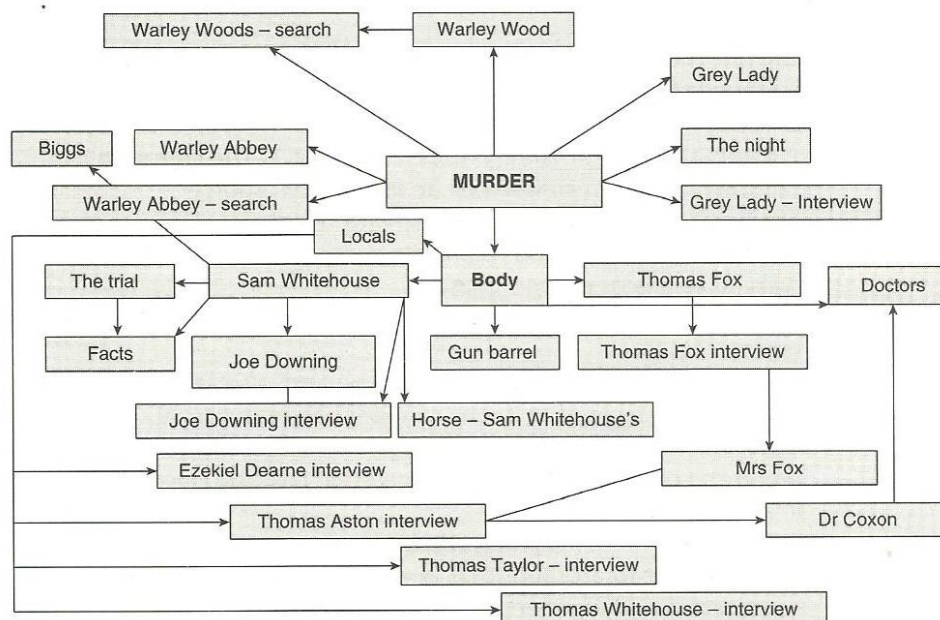 Warley Woods – search
Warley Wood
Grey Lady
Biggs
Warley Abbey
MURDER
The night
Warley Abbey – search
Grey Lady – Interview
Locals
The trial
Sam Whitehouse
Body
Thomas Fox
Doctors
Facts
Joe Downing
Gun barrel
Thomas Fox interview
Joe Downing interview
Horse – Sam Whitehouse's
Ezekiel Dearne interview
Mrs Fox
Thomas Aston interview
Dr Coxon
Thomas Taylor – interview
Thomas Whitehouse – interview